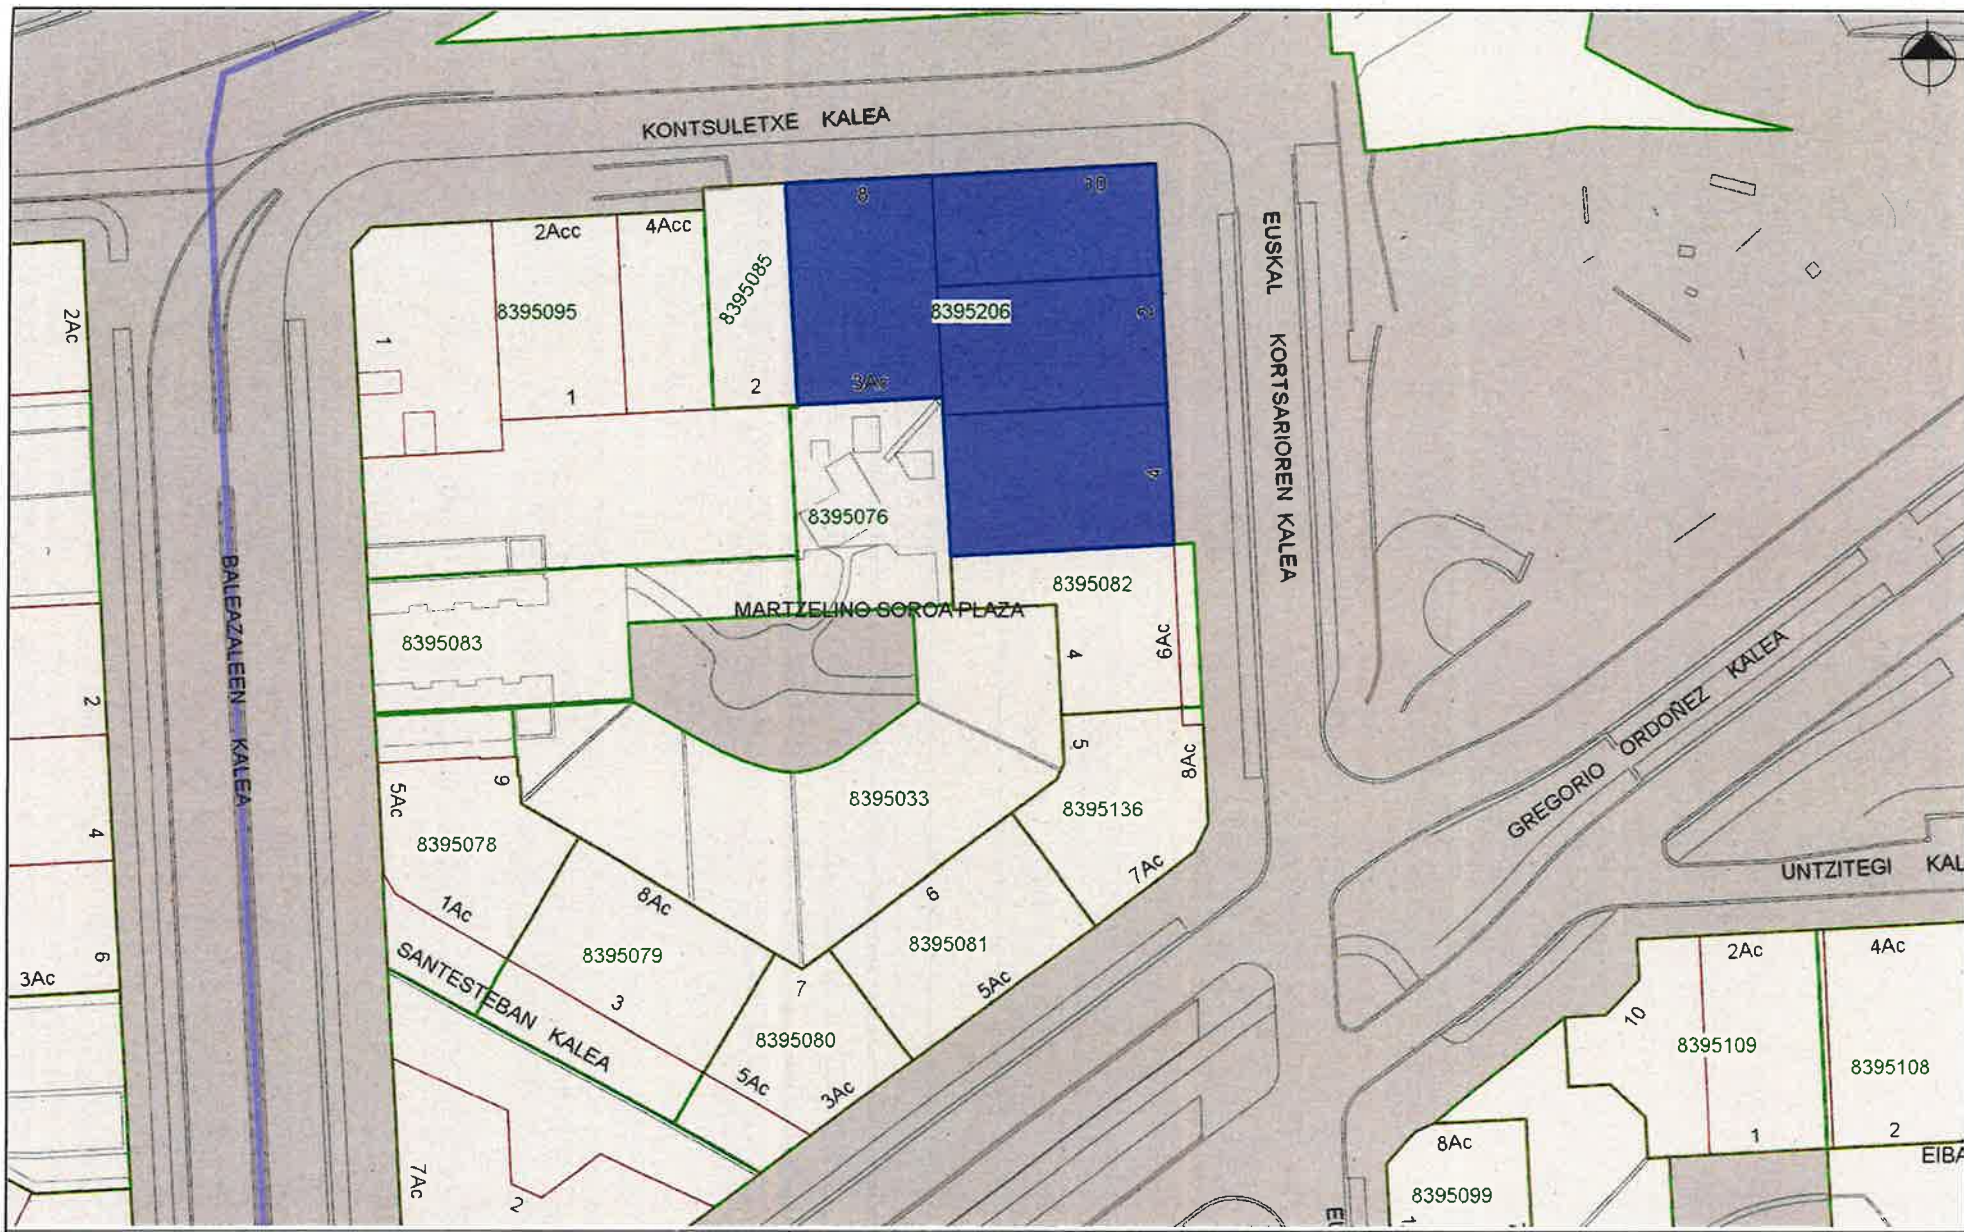 KONTSULETXE KALEA
8
10
2Acc
4Acc
8395085
EUSKAL KORTSARIOREN KALEA
2Ac
8395095
8395206
2
1
1
2
3Ac
4
8395076
BALEAZALEEN KALEA
8395082
MARTZELINO SOROA PLAZA
8395083
4
6Ac
2
5
8Ac
GREGORIO ORDOÑEZ KALEA
9
5Ac
8395033
8395136
4
8395078
UNTZITEGI KAL
7Ac
8Ac
6
1Ac
8395079
8395081
2Ac
4Ac
6
3Ac
SANTESTEBAN KALEA
3
7
5Ac
10
8395080
8395109
8395108
5Ac
3Ac
1
2
8Ac
EIBA
7Ac
2
8395099